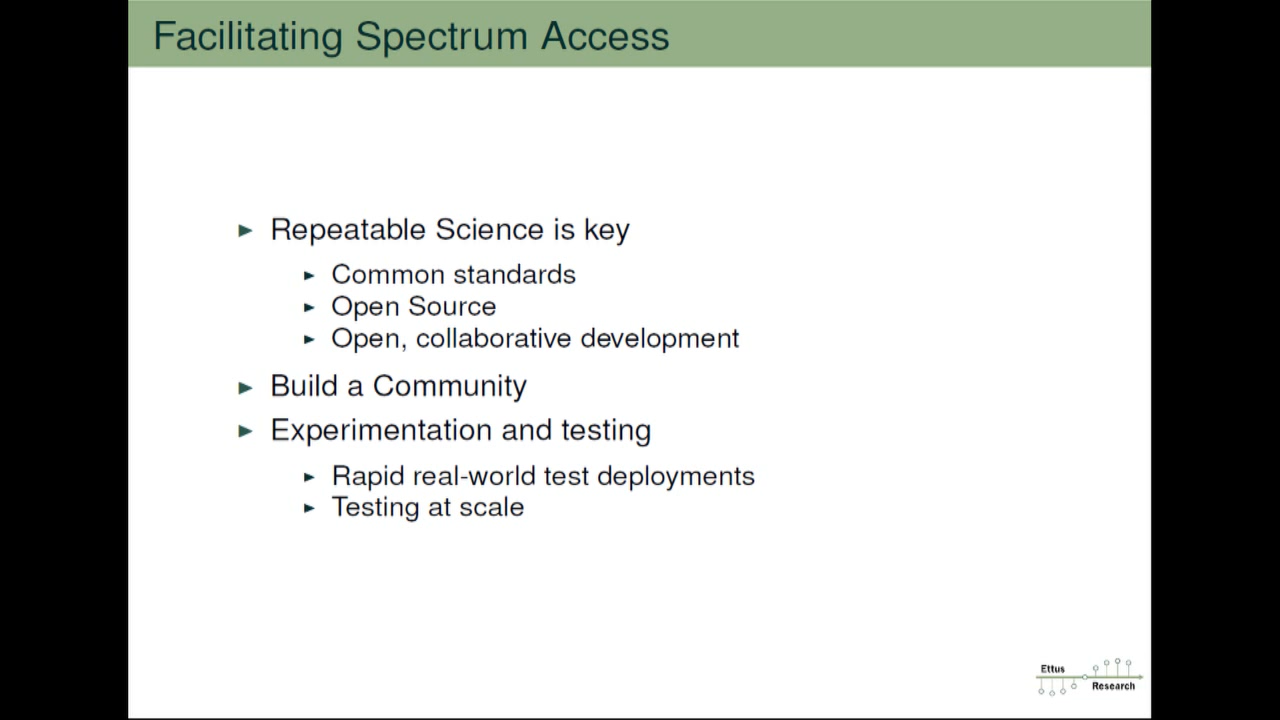 Facilitating Spectrum Access
Repeatable Science is key
Common standards
Open Source
Open, collaborative development
Build a Community
Experimentation and testing
Rapid real-world test deployments
Testing at scale
Ettus
Research